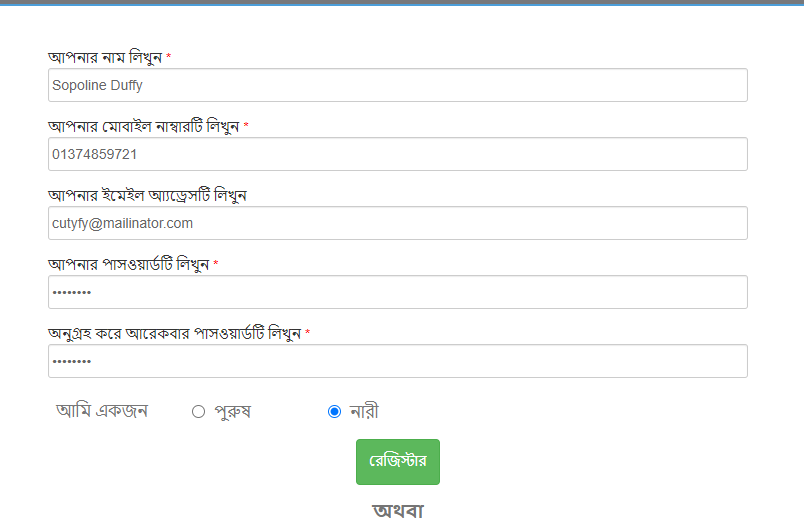 আপনার নাম লিখুন *
Sopoline Duffy
আপনার মোবাইল নাম্বারটি লিখুন *
01374859721
আপনার ইমেইল অ্যাড্রেসটি লিখুন
cutyfy@mailinator.com
আপনার পাসওয়ার্ডটি লিখুন *
••••••••
অনুগ্রহ করে আরেকবার পাসওয়ার্ডটি লিখুন *
••••••••
আমি একজন পুরুষ নারী
রেজিস্টার
অথবা